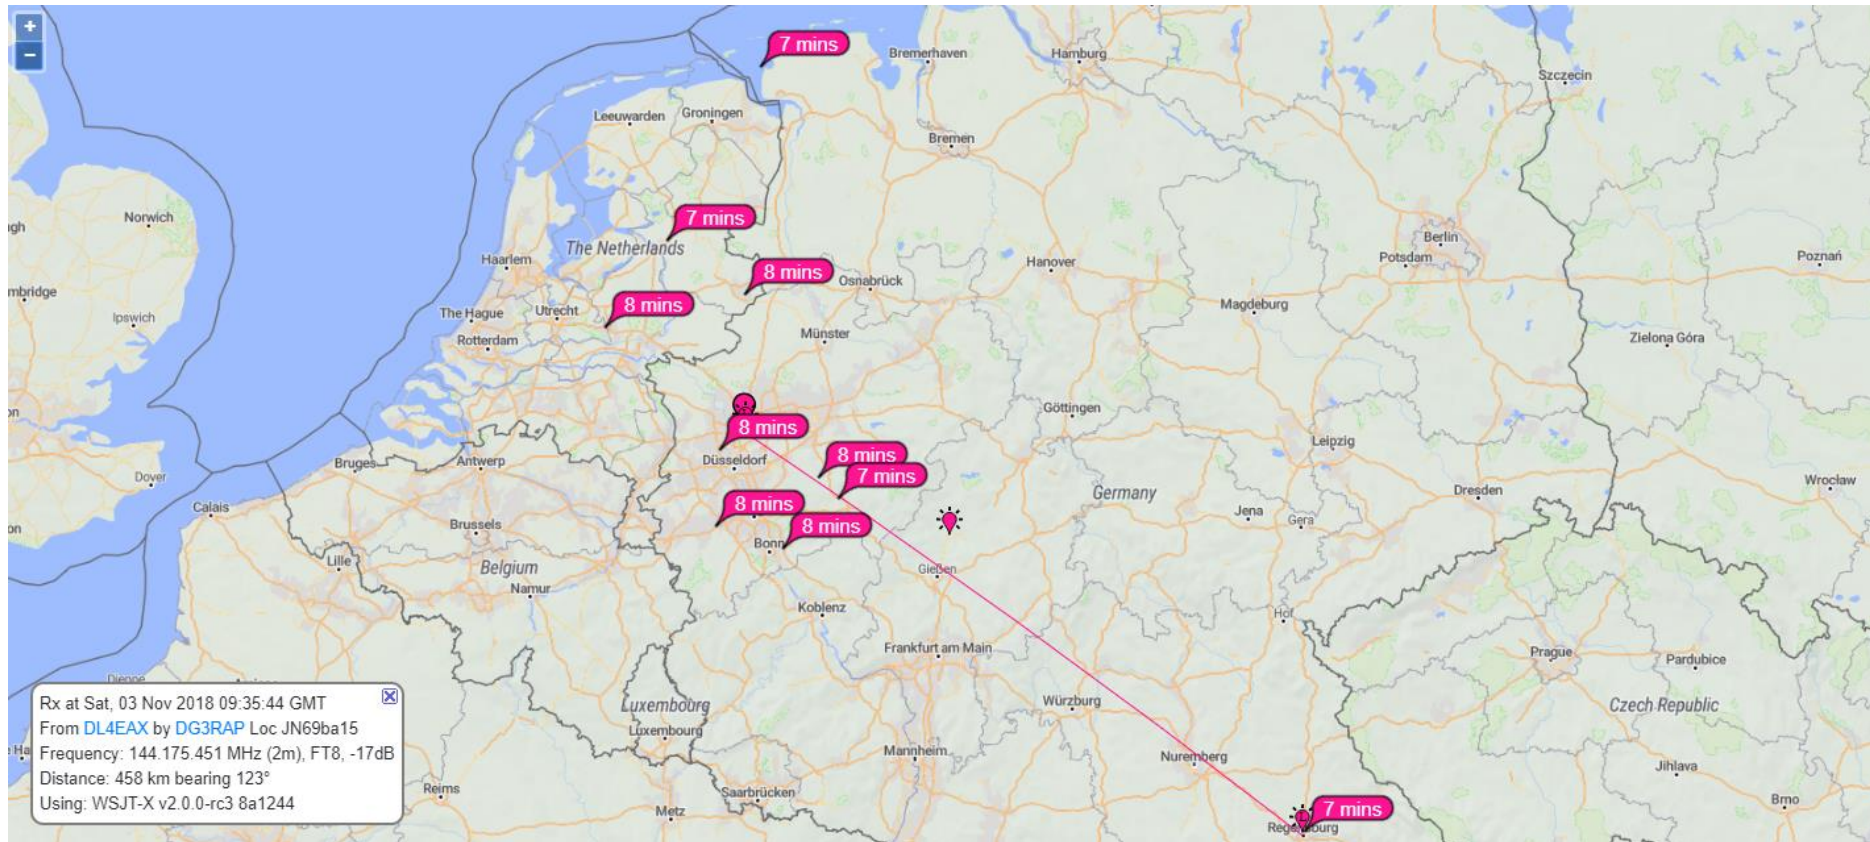 +
−
7 mins
Bremerhaven
Hamburg
Szczecin
Leeuwarden
Groningen
Bremen
Norwich
7 mins
The Netherlands
Haarlem
Berlin
Potsdam
Poznań
Hanover
8 mins
Osnabrück
mbridge
8 mins
Ipswich
The Hague
Utrecht
Magdeburg
Rotterdam
Münster
Zielona Góra
Göttingen
8 mins
Leipzig
Bruges
Antwerp
Düsseldorf
8 mins
7 mins
Dover
Calais
Germany
Dresden
Wrocław
8 mins
8 mins
Brussels
Jena
Gera
Bonn
Lille
Belgium
Gießen
Namur
Koblenz
Hof
Frankfurt am Main
Prague
Pardubice
Dieppe
Würzburg
Luxembourg
Czech Republic
Luxembourg
Mannheim
Nuremberg
Jihlava
Reims
Saarbrücken
Metz
7 mins
Brno
Regensburg
Rx at Sat, 03 Nov 2018 09:35:44 GMT
From DL4EAX by DG3RAP Loc JN69ba15
Frequency: 144.175.451 MHz (2m), FT8, -17dB
Distance: 458 km bearing 123°
Using: WSJT-X v2.0.0-rc3 8a1244